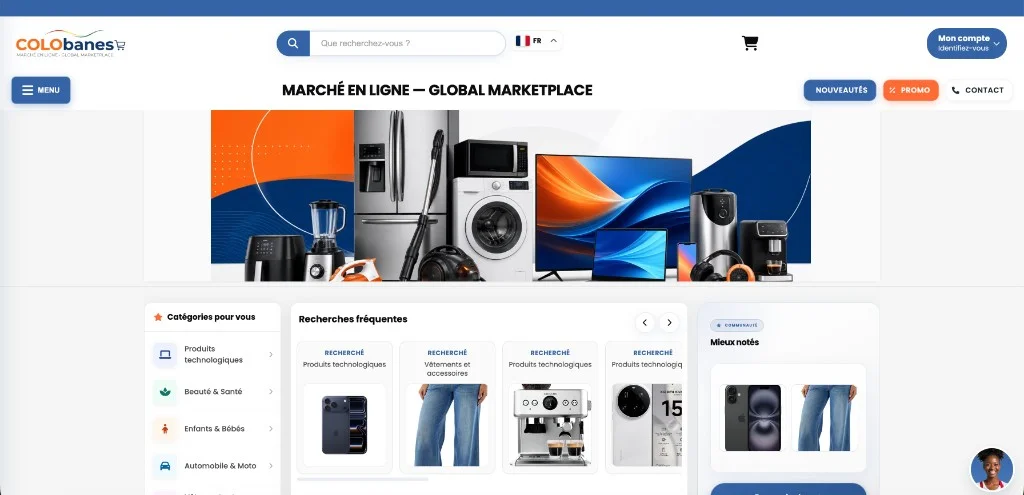 COLObanes
MARCHÉ EN LIGNE - GLOBAL MARKETPLACE
Que recherchez-vous ?
FR
Mon compte
Identifiez-vous
MENU
MARCHÉ EN LIGNE — GLOBAL MARKETPLACE
NOUVEAUTÉS
PROMO
CONTACT
Catégories pour vous
Produits
technologiques
Beauté & Santé
Enfants & Bébés
Automobile & Moto
Recherches fréquentes
RECHERCHÉ
Produits technologiques
RECHERCHÉ
Vêtements et
accessoires
RECHERCHÉ
Produits technologiques
RECHERCHÉ
Produits technologiq
15
COMMUNAUTÉ
Mieux notés